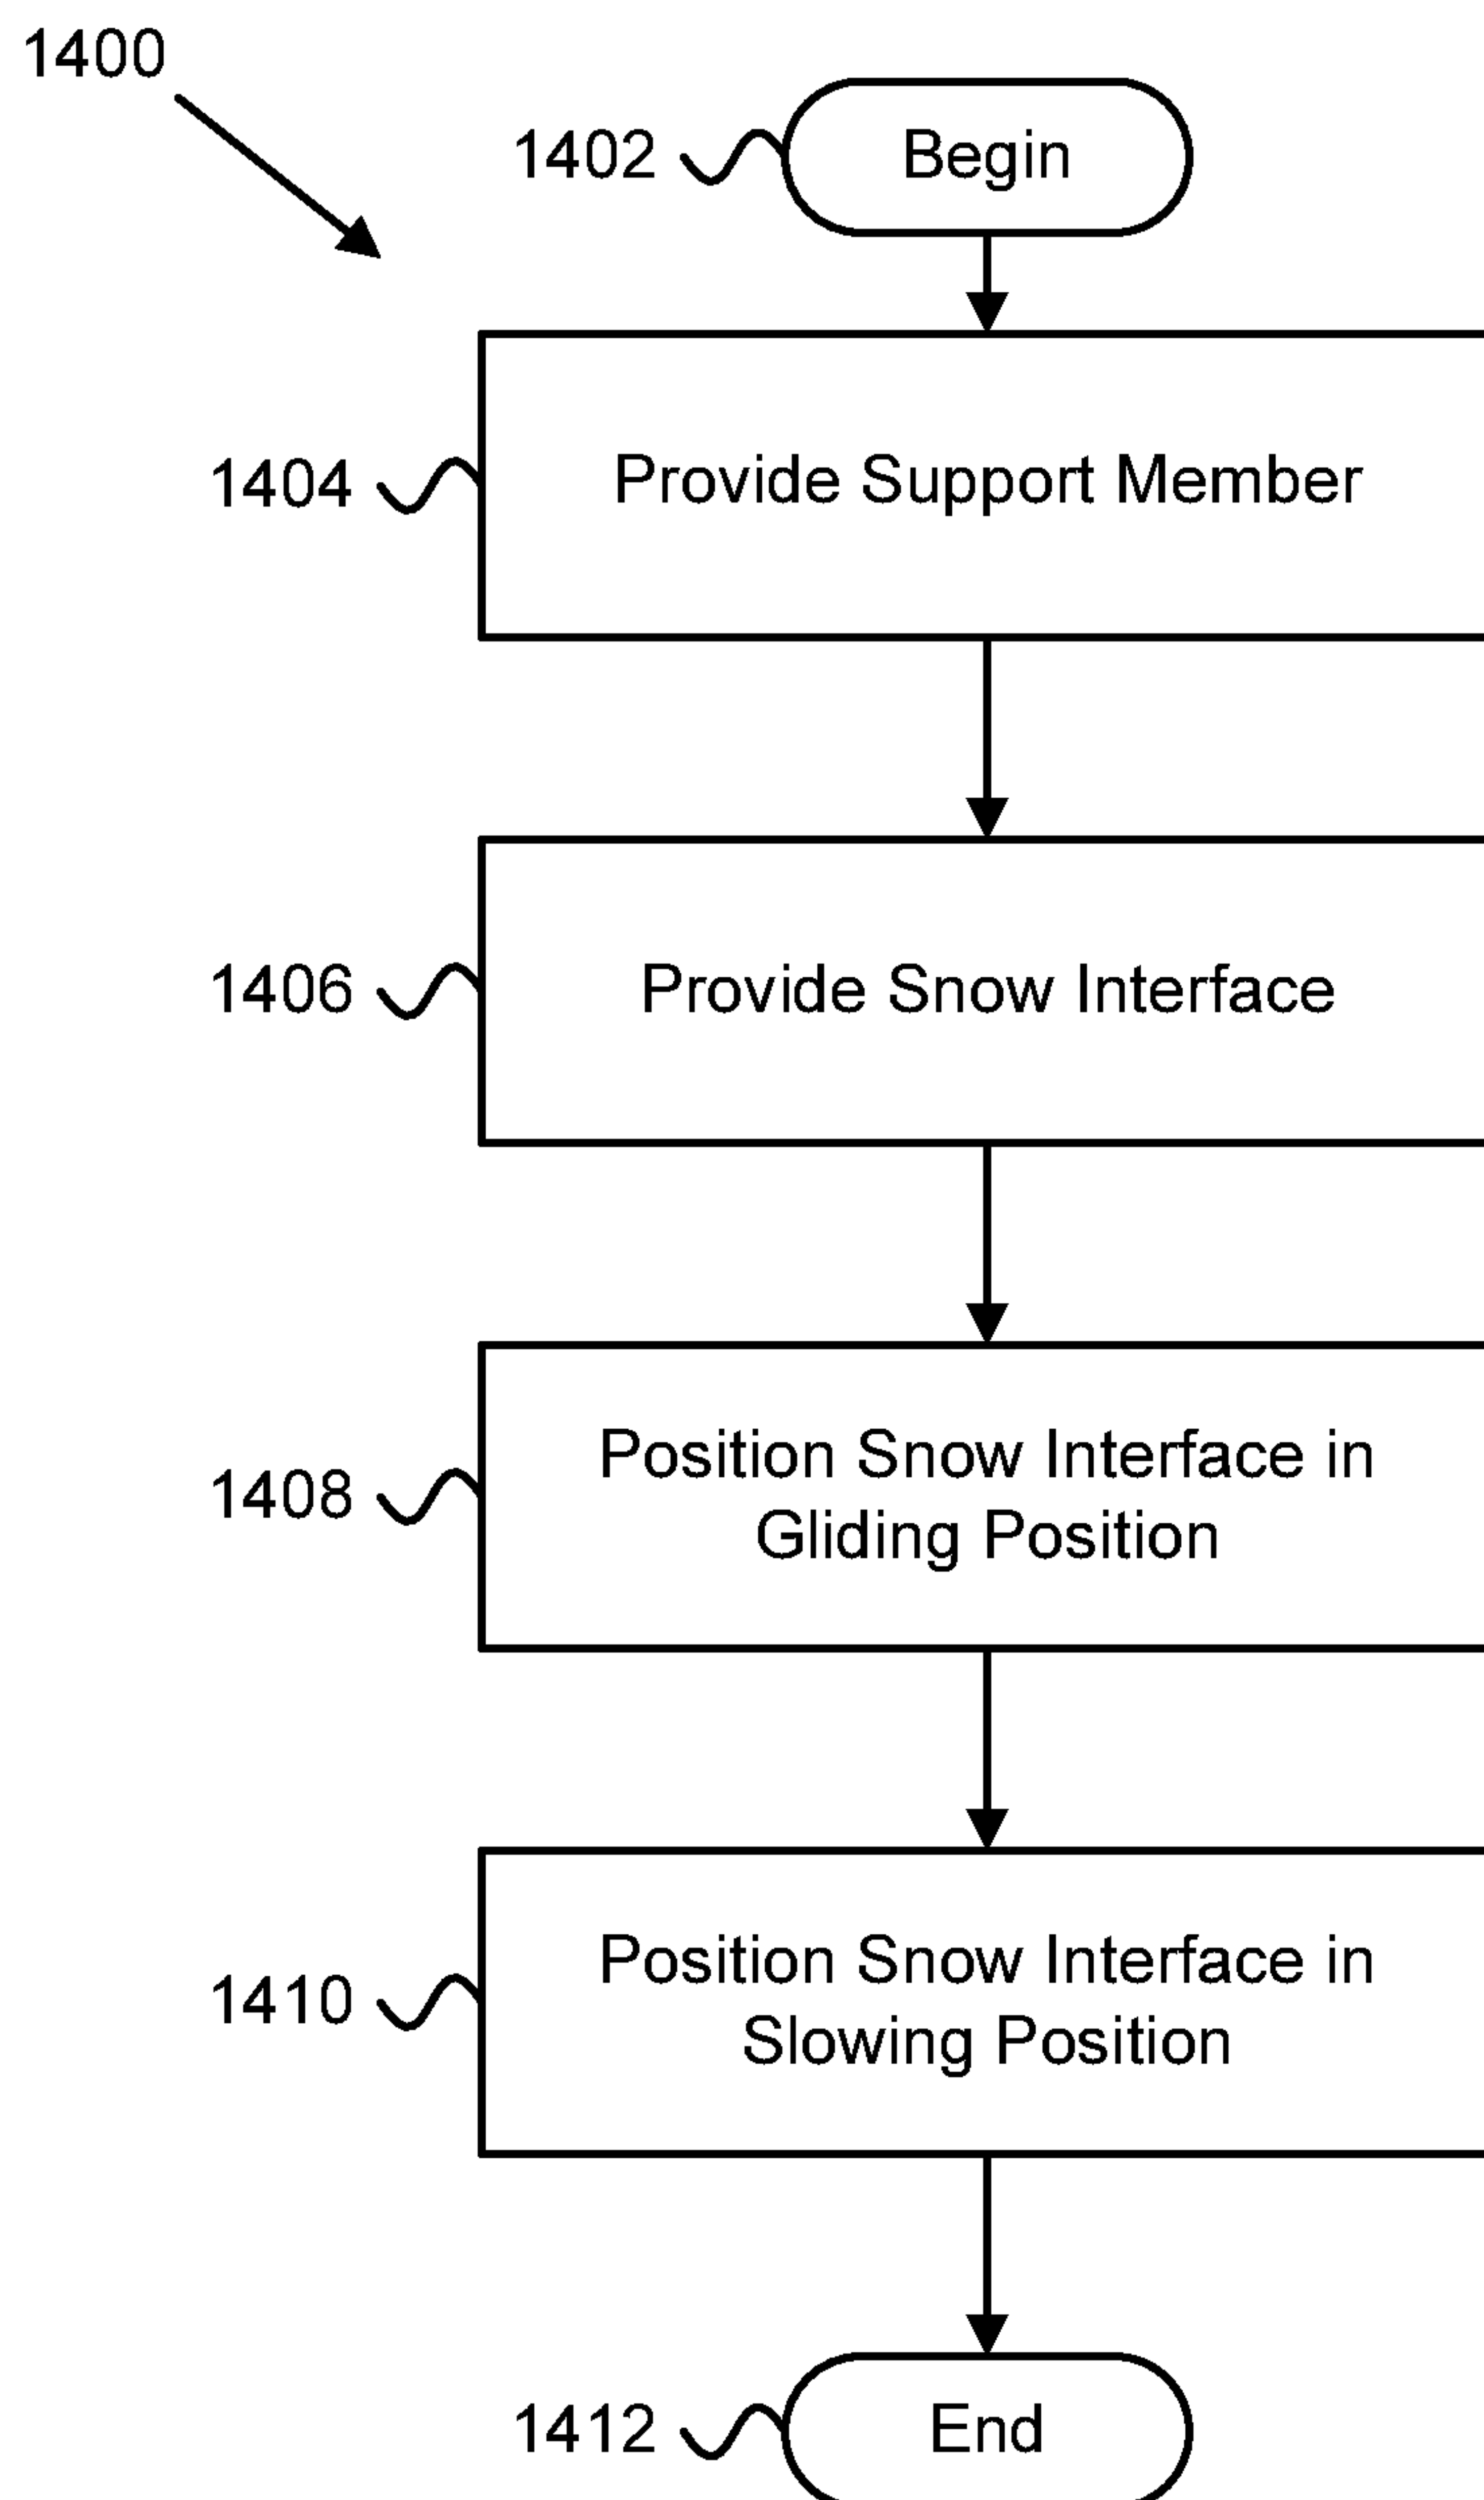 1400
1402
Begin
1404
Provide Support Member
1406
Provide Snow Interface
1408
Position Snow Interface in
Gliding Position
1410
Position Snow Interface in
Slowing Position
1412
End